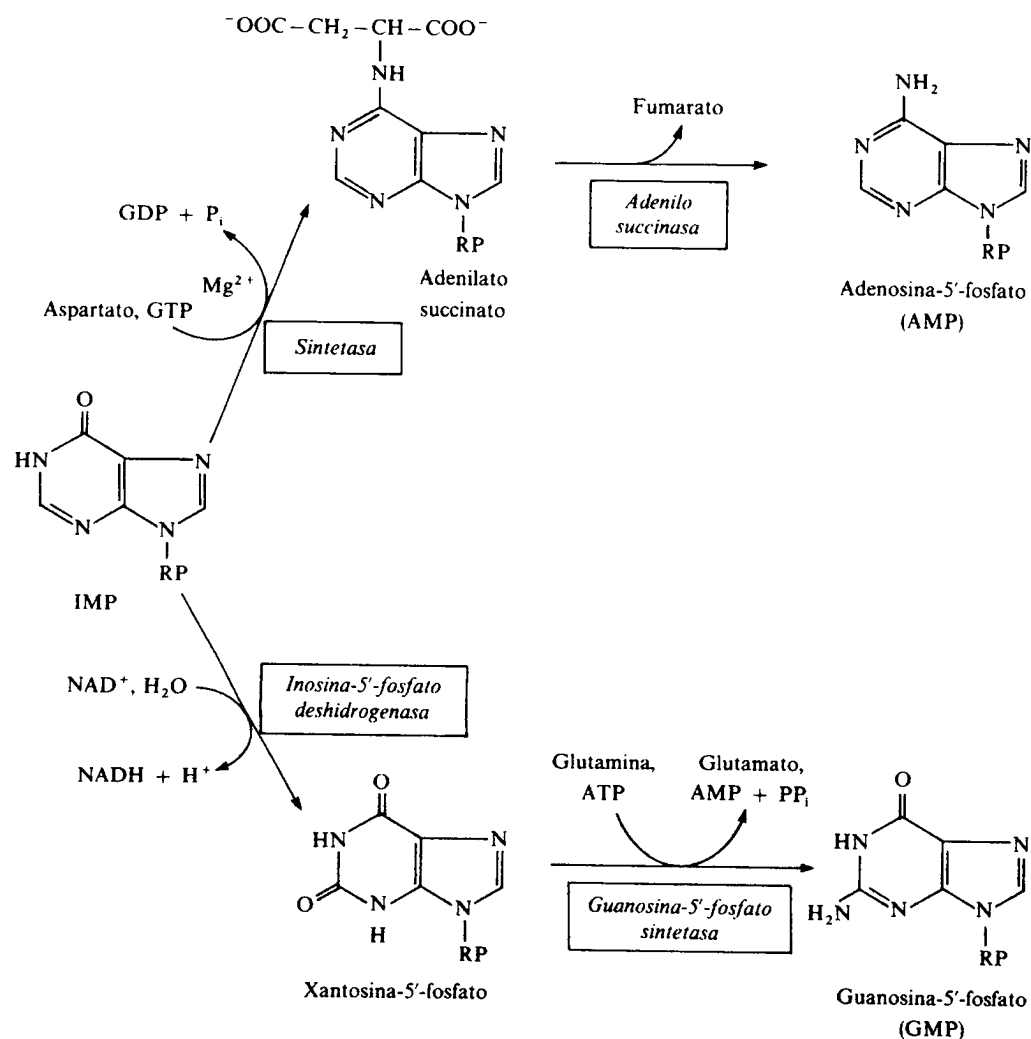 ⁻OOC–CH₂–CH–COO⁻
NH
N
N
N
N
RP
Adenilato
succinato
Fumarato
Adenilo
succinasa
NH₂
N
N
N
N
RP
Adenosina-5′-fosfato
(AMP)
GDP + Pᵢ
Mg²⁺
Aspartato, GTP
Sintetasa
O
HN
N
N
N
RP
IMP
NAD⁺, H₂O
Inosina-5′-fosfato
deshidrogenasa
NADH + H⁺
O
HN
N
O
N
H
N
RP
Xantosina-5′-fosfato
Glutamina,
ATP
Glutamato,
AMP + PPᵢ
Guanosina-5′-fosfato
sintetasa
O
HN
N
H₂N
N
N
RP
Guanosina-5′-fosfato
(GMP)